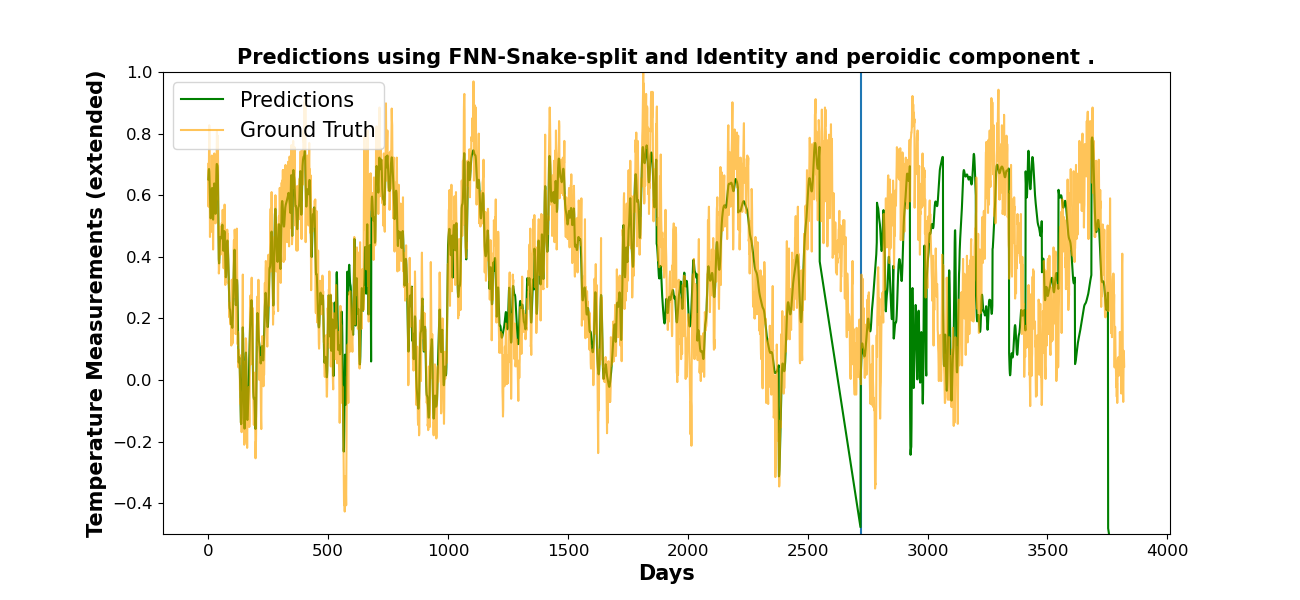 Predictions using FNN-Snake-split and Identity and peroidic component .
Temperature Measurements (extended)
1.0
0.8
0.6
0.4
0.2
0.0
−0.2
−0.4
Predictions
Ground Truth
0 500 1000 1500 2000 2500 3000 3500 4000
Days